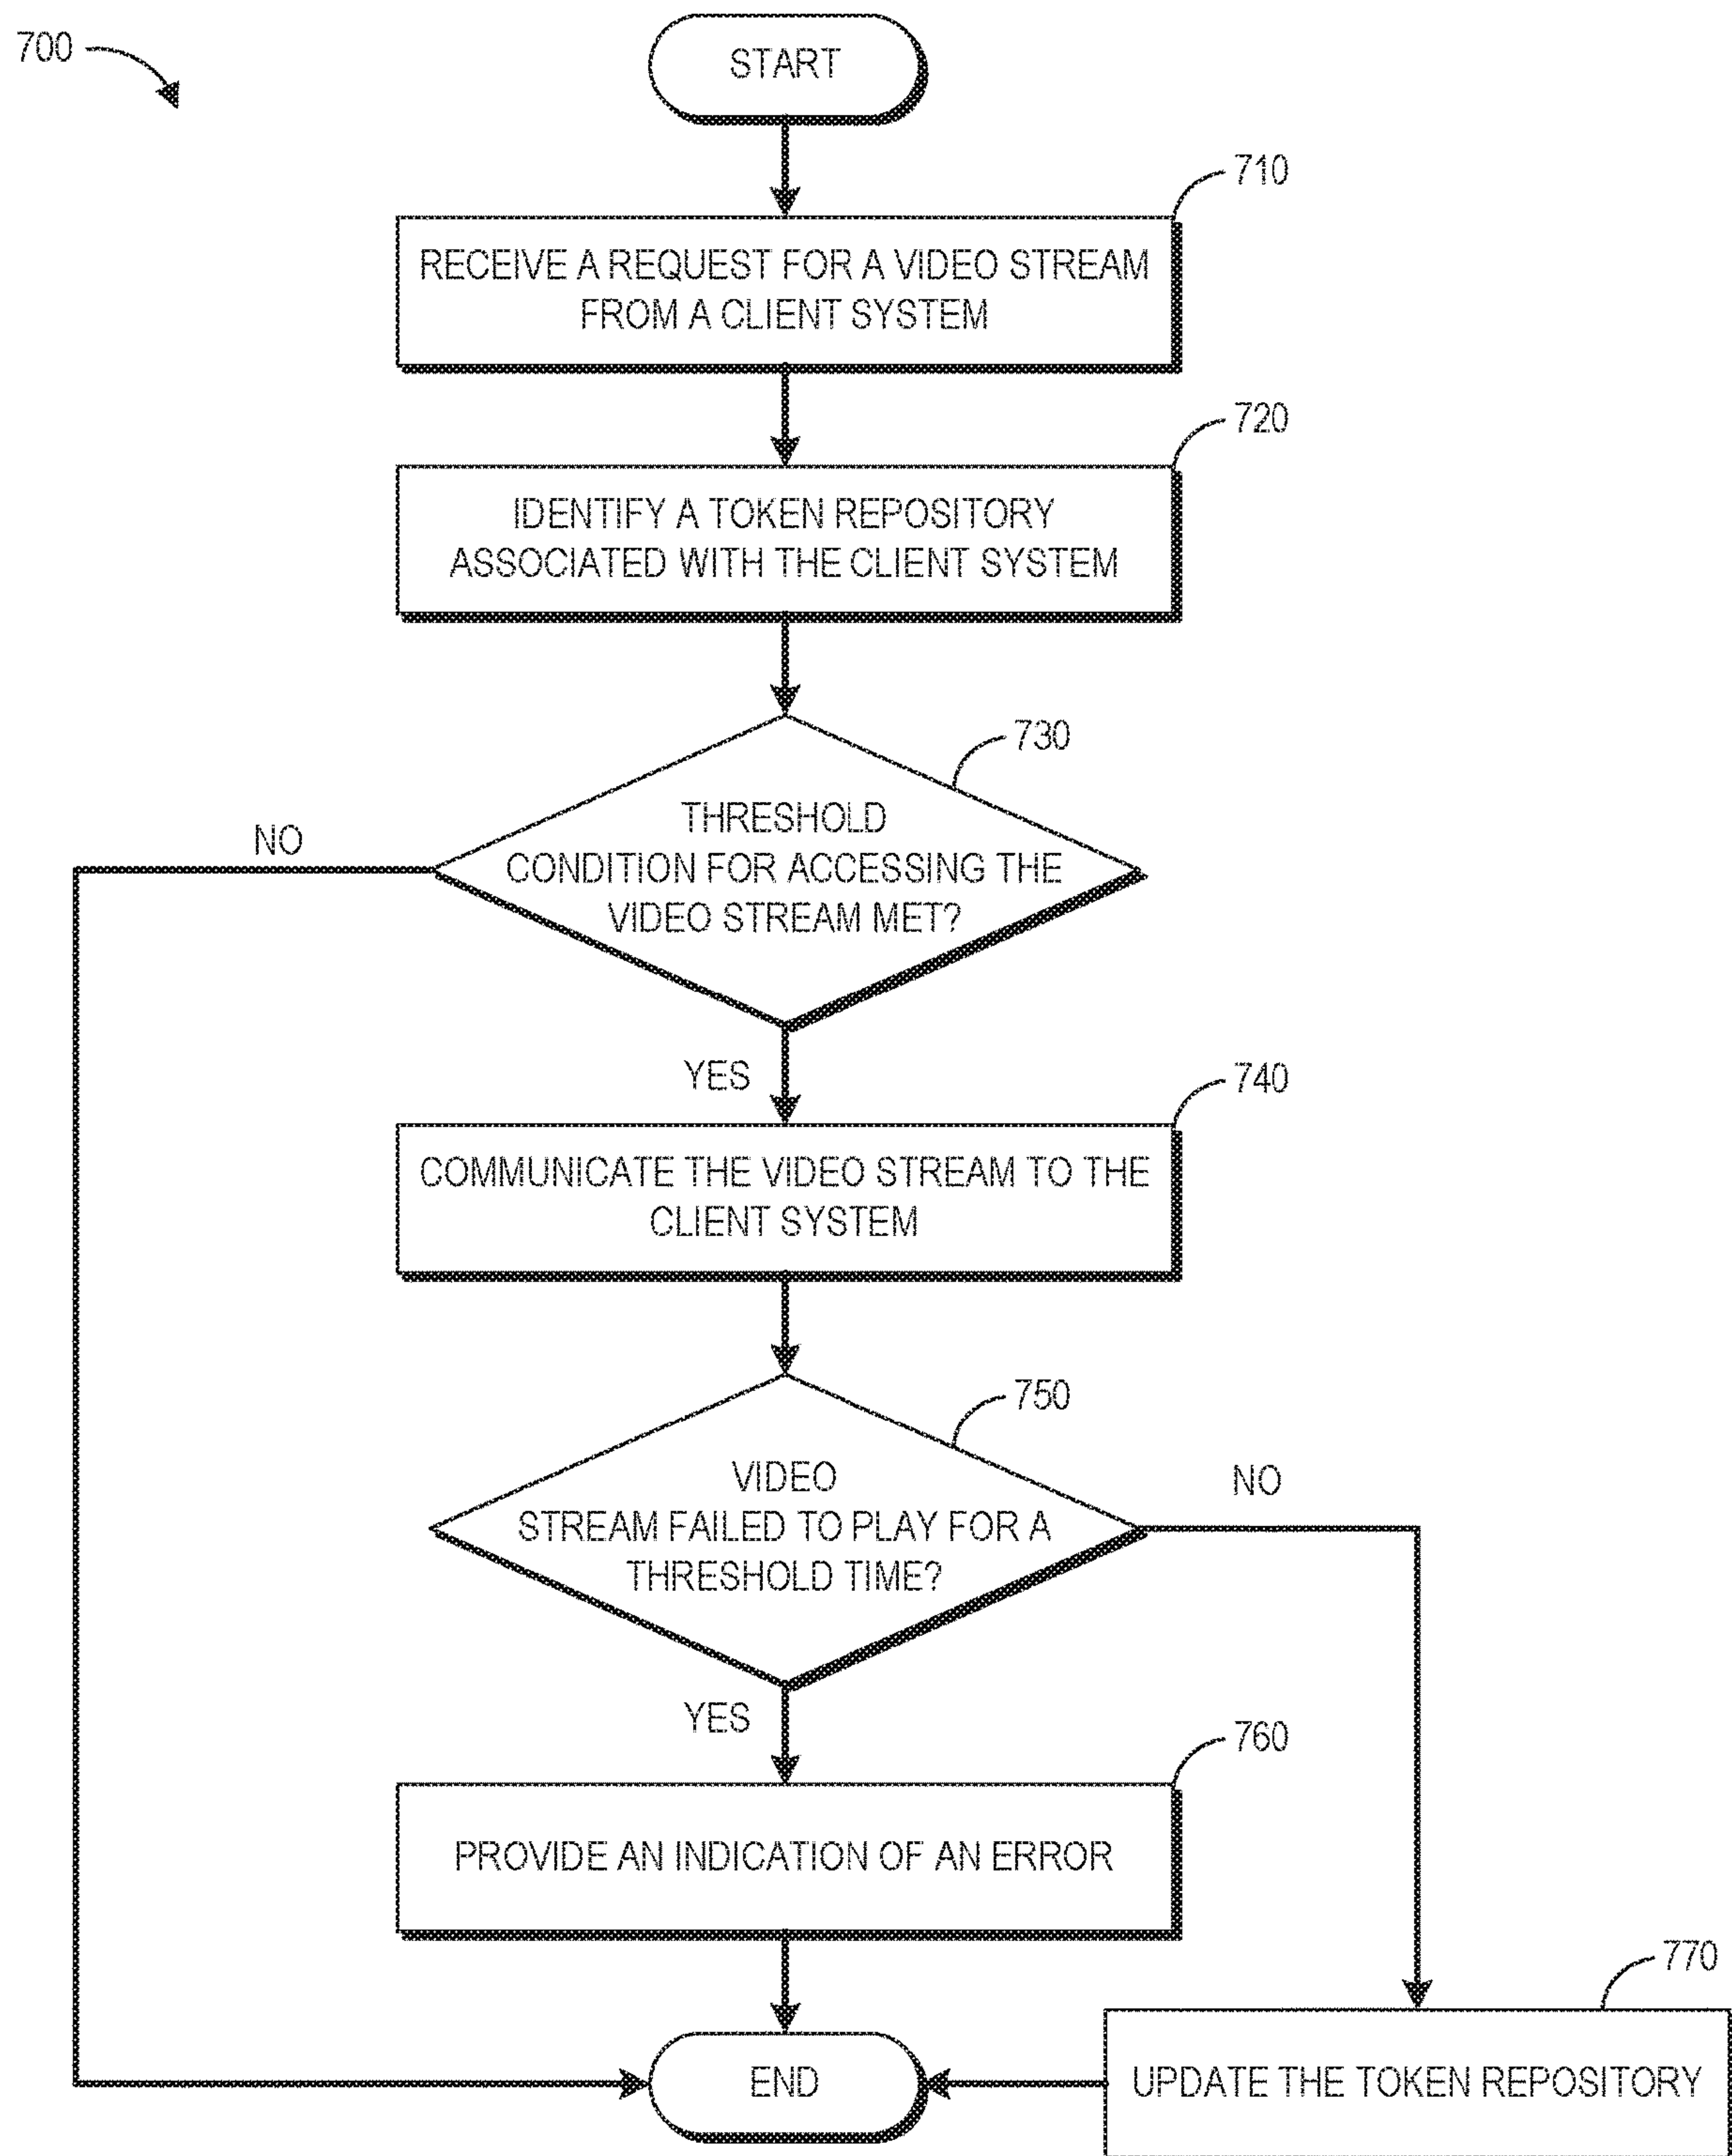 700
START
710
RECEIVE A REQUEST FOR A VIDEO STREAM
FROM A CLIENT SYSTEM
720
IDENTIFY A TOKEN REPOSITORY
ASSOCIATED WITH THE CLIENT SYSTEM
730
THRESHOLD
CONDITION FOR ACCESSING THE
VIDEO STREAM MET?
NO
YES
740
COMMUNICATE THE VIDEO STREAM TO THE
CLIENT SYSTEM
750
VIDEO
STREAM FAILED TO PLAY FOR A
THRESHOLD TIME?
NO
YES
760
PROVIDE AN INDICATION OF AN ERROR
770
UPDATE THE TOKEN REPOSITORY
END